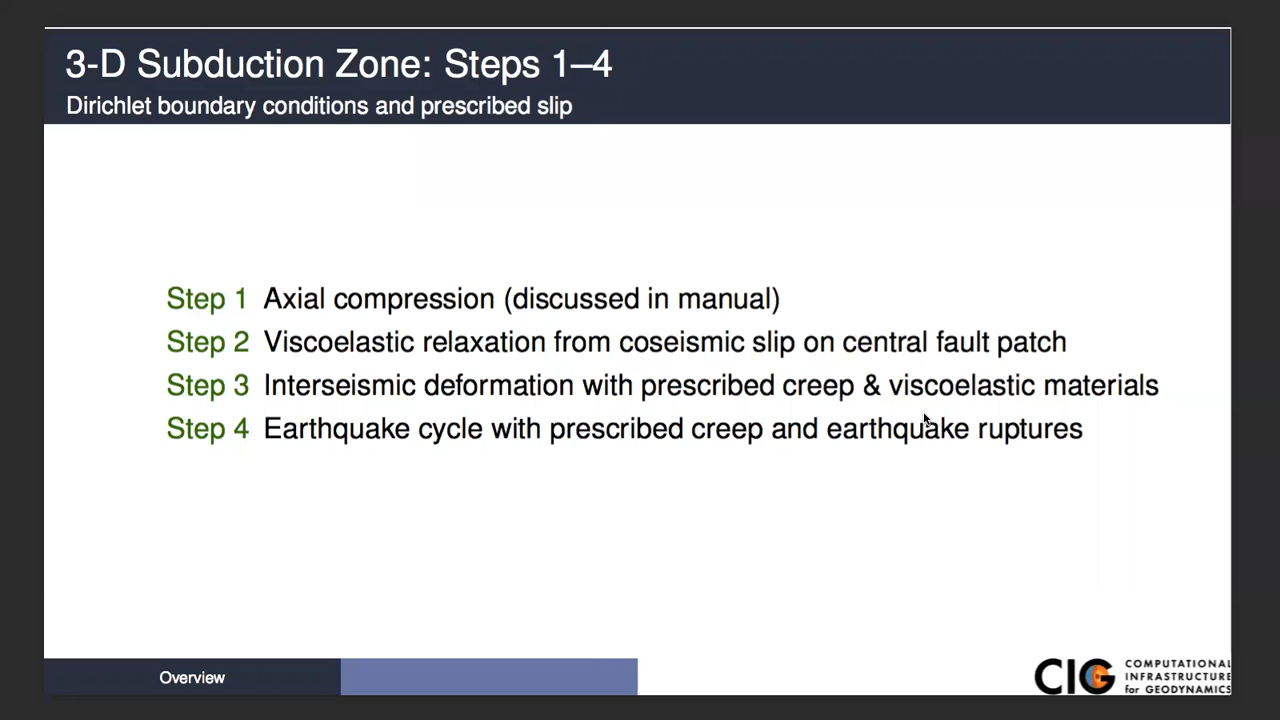 3-D Subduction Zone: Steps 1–4
Dirichlet boundary conditions and prescribed slip
Step 1 Axial compression (discussed in manual)
Step 2 Viscoelastic relaxation from coseismic slip on central fault patch
Step 3 Interseismic deformation with prescribed creep & viscoelastic materials
Step 4 Earthquake cycle with prescribed creep and earthquake ruptures
Overview
CIG
COMPUTATIONAL
INFRASTRUCTURE
for GEODYNAMICS